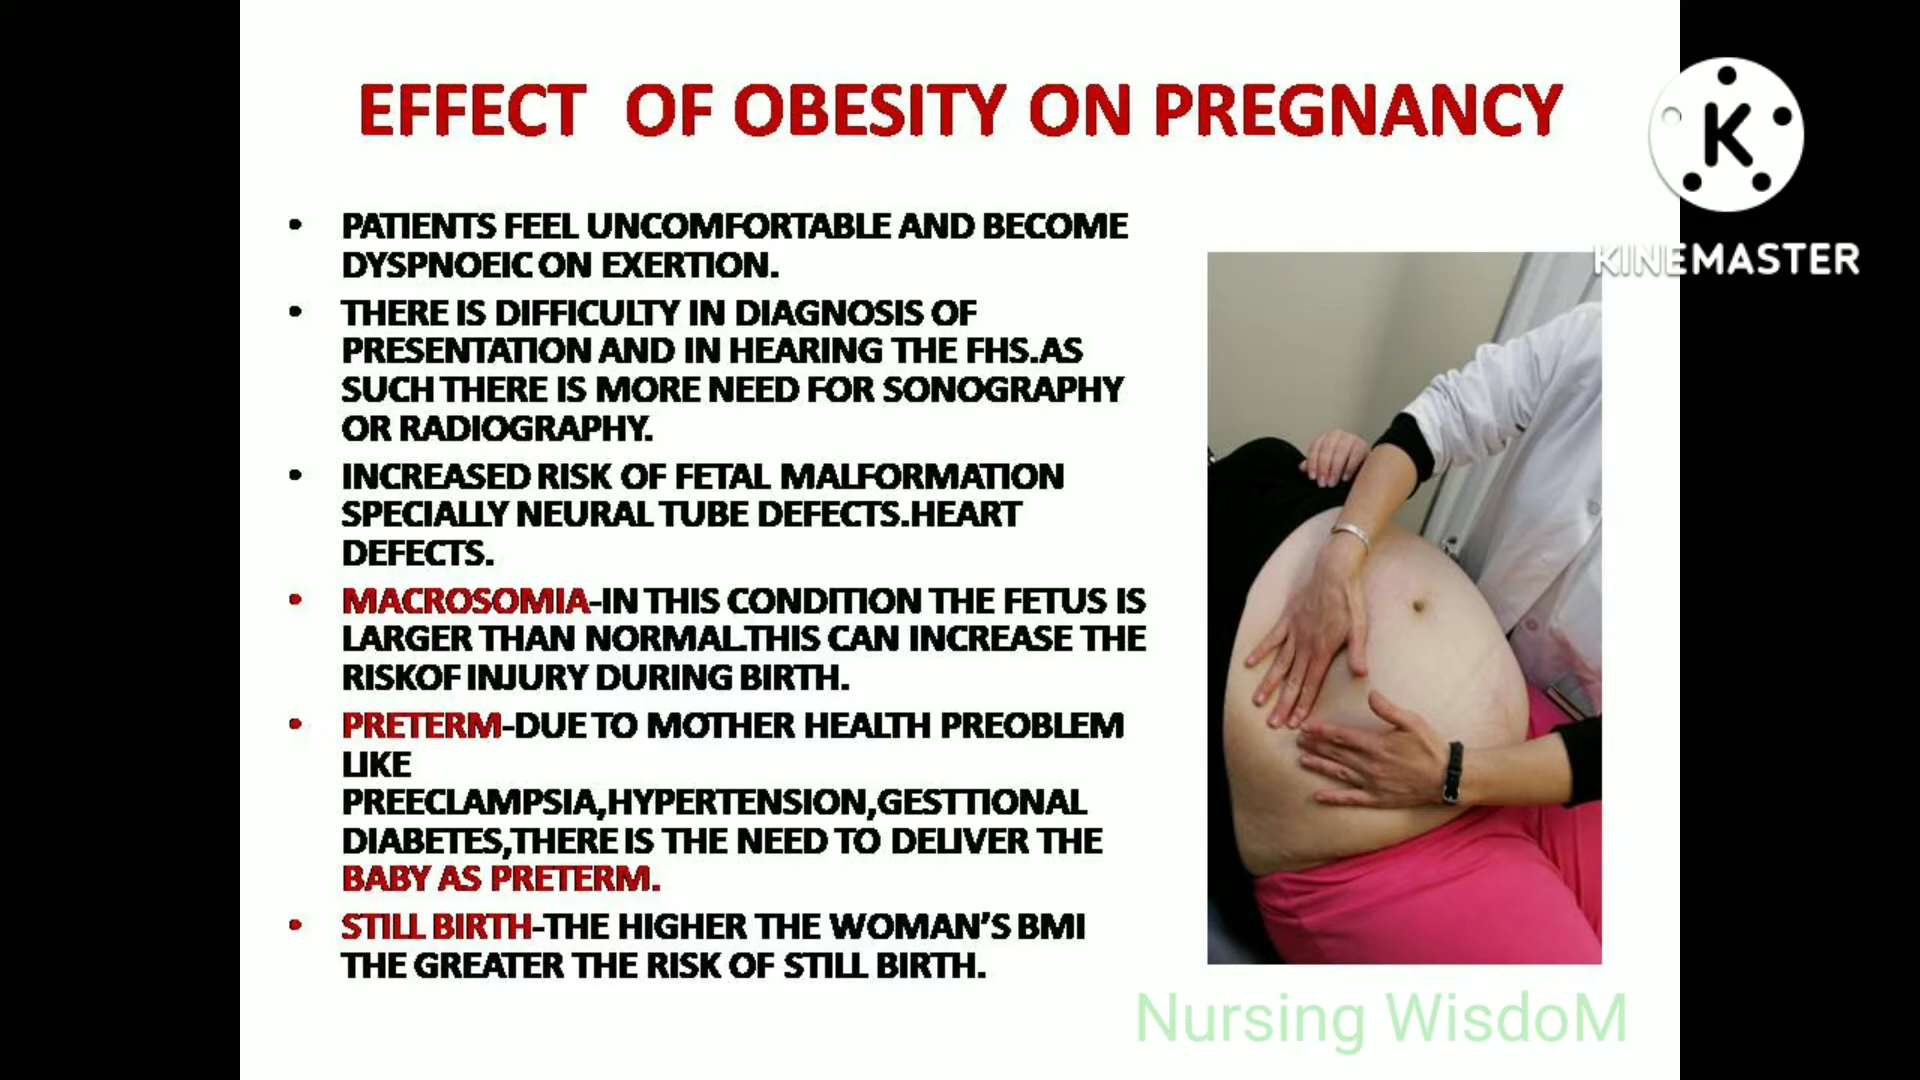 EFFECT OF OBESITY ON PREGNANCY
• PATIENTS FEEL UNCOMFORTABLE AND BECOME
DYSPNOEIC ON EXERTION.
• THERE IS DIFFICULTY IN DIAGNOSIS OF
PRESENTATION AND IN HEARING THE FHS.AS
SUCH THERE IS MORE NEED FOR SONOGRAPHY
OR RADIOGRAPHY.
• INCREASED RISK OF FETAL MALFORMATION
SPECIALLY NEURAL TUBE DEFECTS.HEART
DEFECTS.
• MACROSOMIA-IN THIS CONDITION THE FETUS IS
LARGER THAN NORMAL.THIS CAN INCREASE THE
RISKOF INJURY DURING BIRTH.
• PRETERM-DUE TO MOTHER HEALTH PREOBLEM
LIKE
PREECLAMPSIA,HYPERTENSION,GESTTIONAL
DIABETES,THERE IS THE NEED TO DELIVER THE
BABY AS PRETERM.
• STILL BIRTH-THE HIGHER THE WOMAN’S BMI
THE GREATER THE RISK OF STILL BIRTH.
K
KINEMASTER
Nursing WisdoM